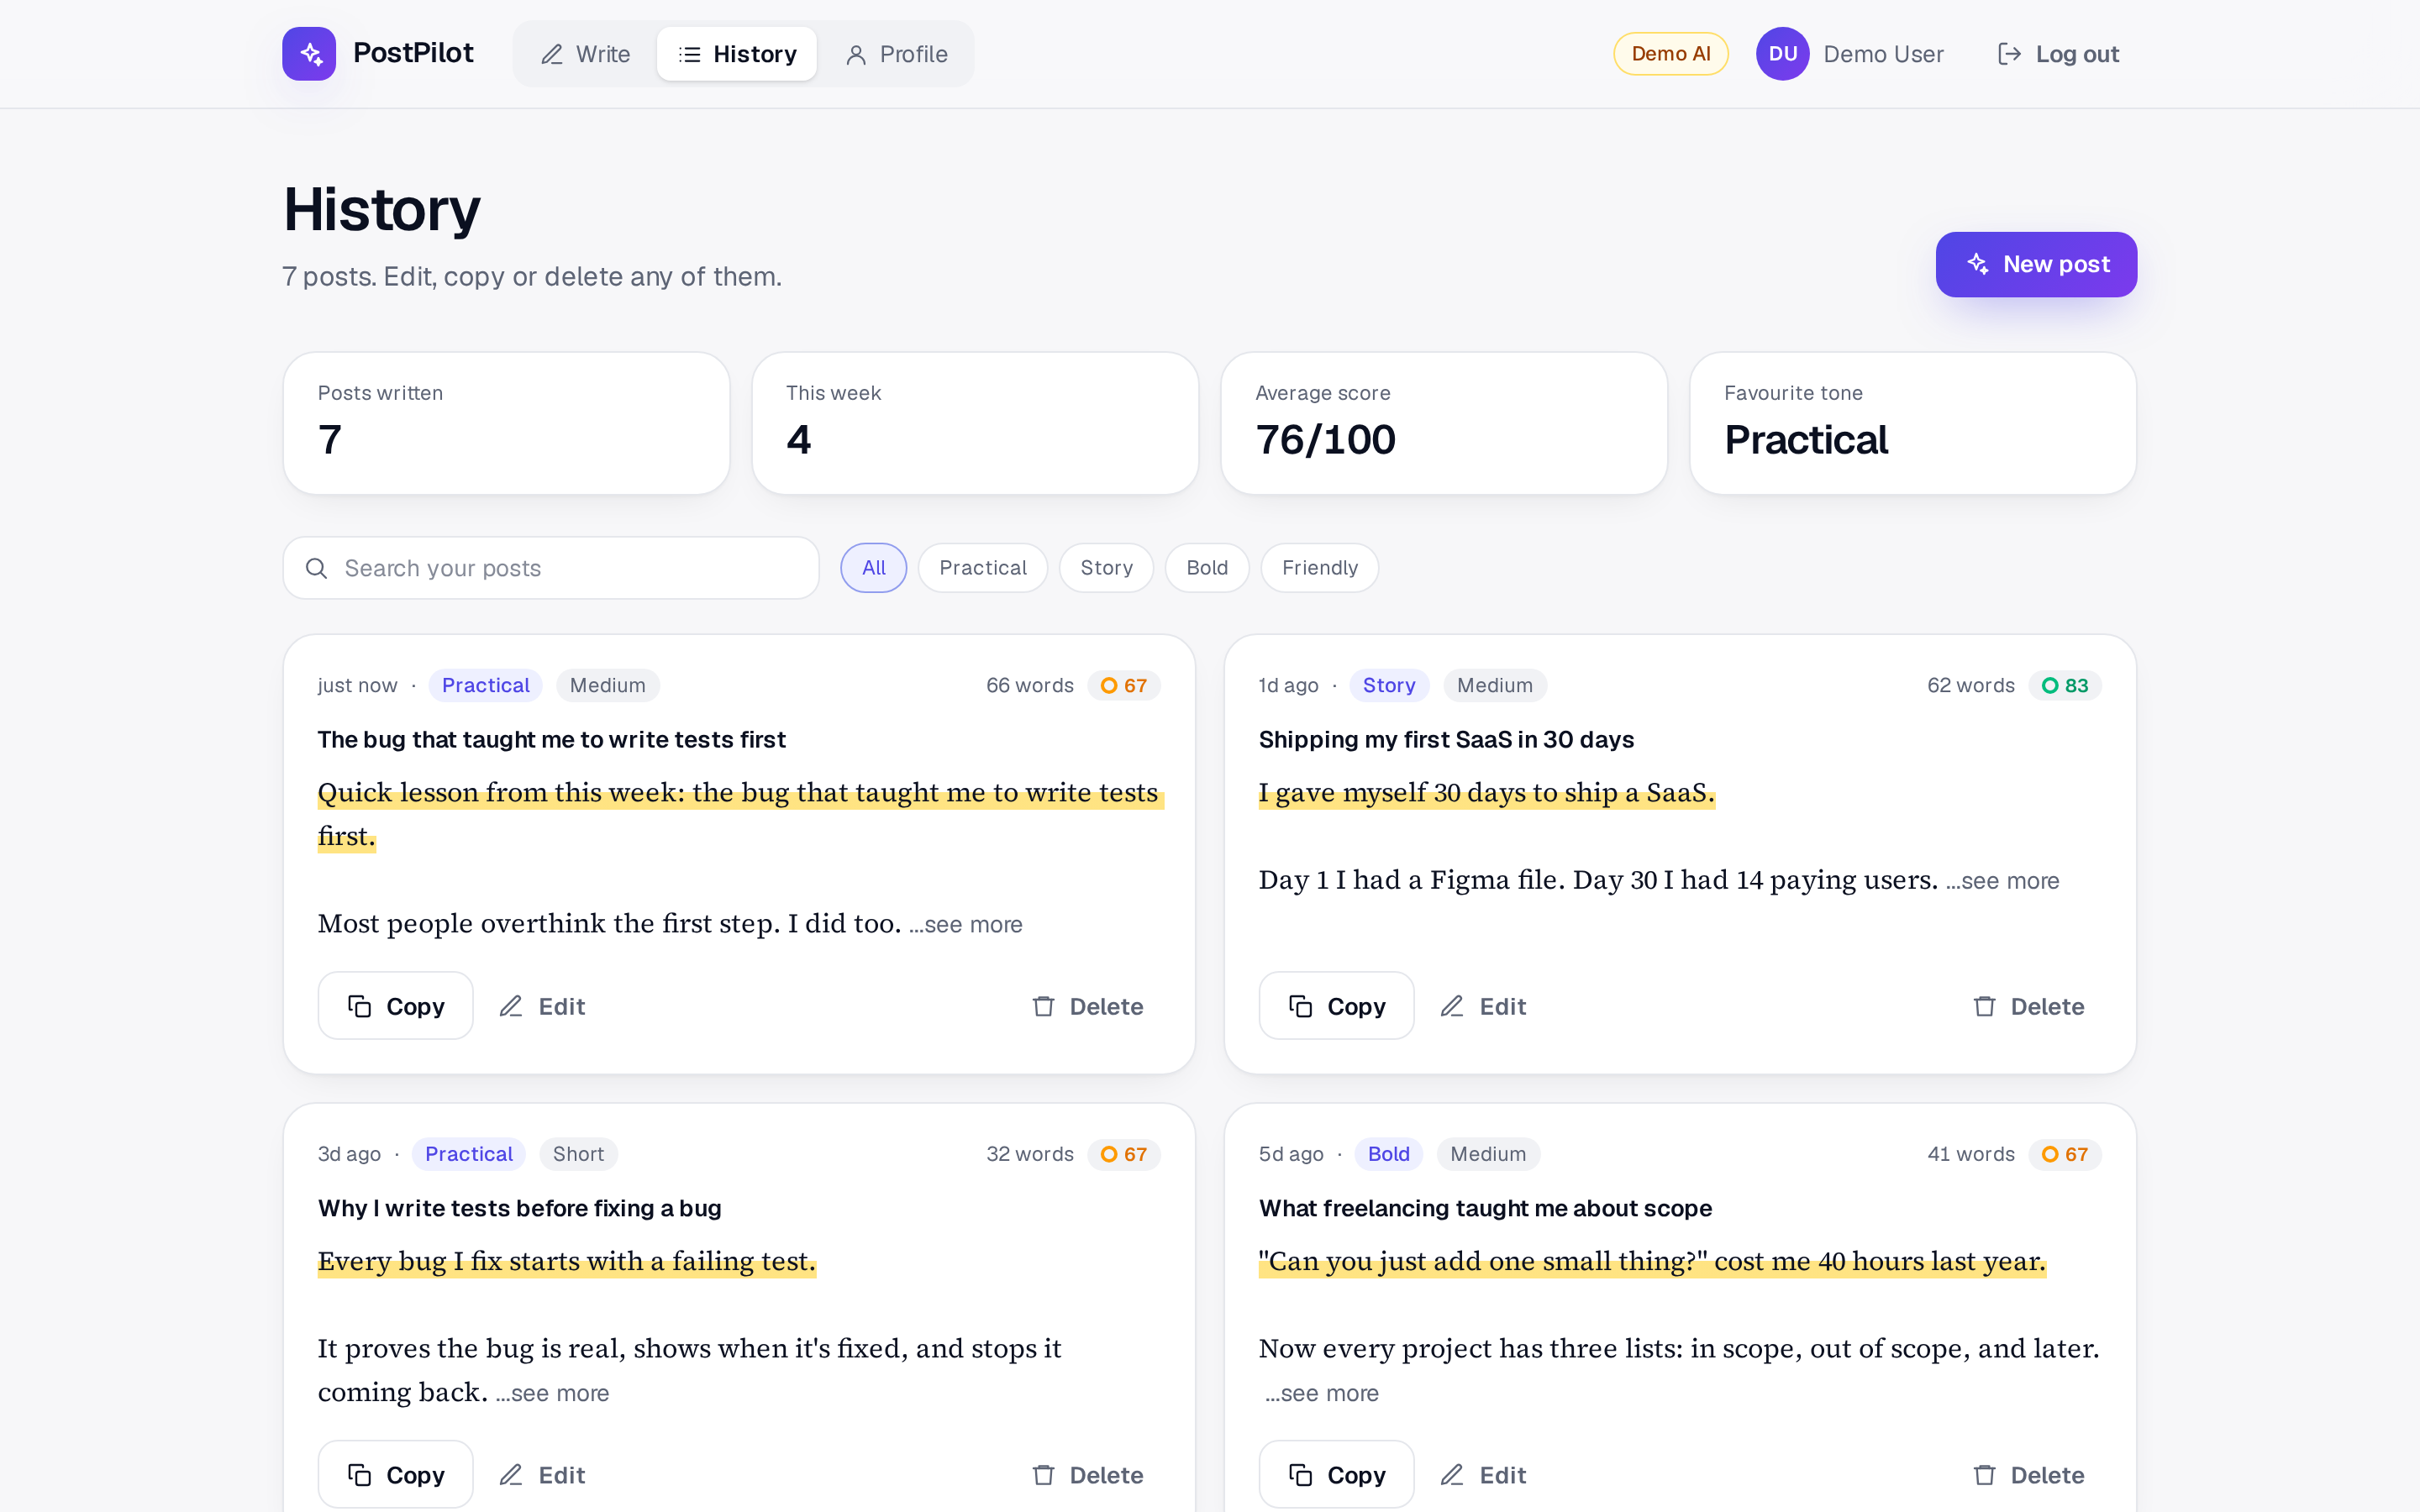 PostPilot
Write
History
Profile
Demo AI
DU
Demo User
Log out
History
7 posts. Edit, copy or delete any of them.
New post
Posts written
7
This week
4
Average score
76/100
Favourite tone
Practical
Search your posts
All
Practical
Story
Bold
Friendly
just now · Practical Medium 66 words 67
The bug that taught me to write tests first
Quick lesson from this week: the bug that taught me to write tests
first.
Most people overthink the first step. I did too. ...see more
Copy
Edit
Delete
1d ago · Story Medium 62 words 83
Shipping my first SaaS in 30 days
I gave myself 30 days to ship a SaaS.
Day 1 I had a Figma file. Day 30 I had 14 paying users. ...see more
Copy
Edit
Delete
3d ago · Practical Short 32 words 67
Why I write tests before fixing a bug
Every bug I fix starts with a failing test.
It proves the bug is real, shows when it's fixed, and stops it
coming back. ...see more
Copy
Edit
Delete
5d ago · Bold Medium 41 words 67
What freelancing taught me about scope
"Can you just add one small thing?" cost me 40 hours last year.
Now every project has three lists: in scope, out of scope, and later.
...see more
Copy
Edit
Delete